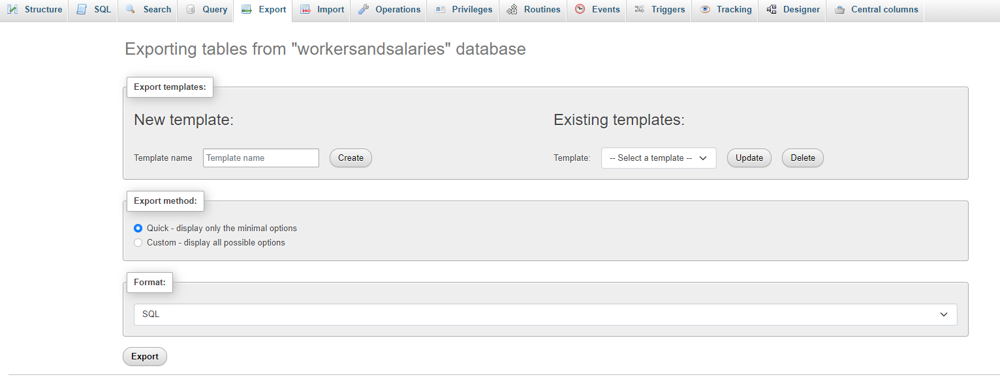 Structure SQL Search Query Export Import Operations Privileges Routines Events Triggers Tracking Designer Central columns
Exporting tables from "workersandsalaries" database
Export templates:
New template:
Template name Template name Create
Existing templates:
Template: -- Select a template -- Update Delete
Export method:
Quick - display only the minimal options
Custom - display all possible options
Format:
SQL
Export